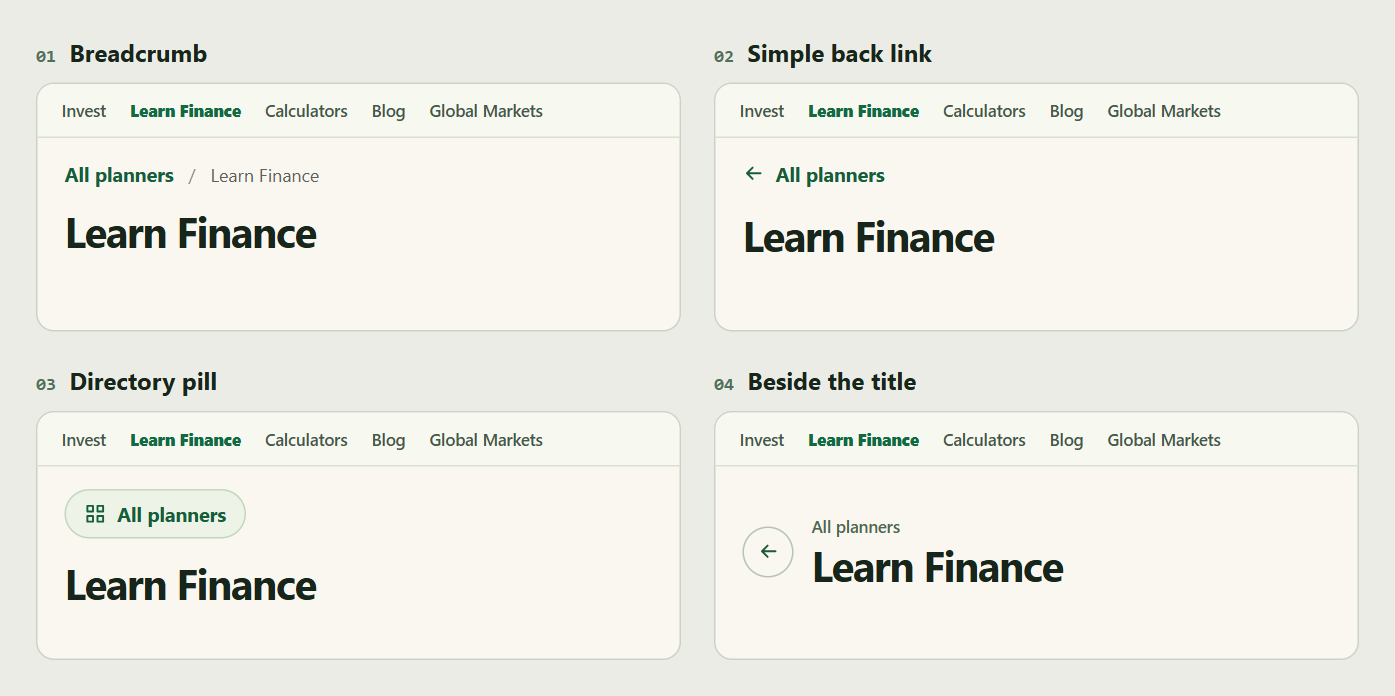 01 Breadcrumb
Invest Learn Finance Calculators Blog Global Markets
All planners / Learn Finance
Learn Finance
02 Simple back link
Invest Learn Finance Calculators Blog Global Markets
← All planners
Learn Finance
03 Directory pill
Invest Learn Finance Calculators Blog Global Markets
All planners
Learn Finance
04 Beside the title
Invest Learn Finance Calculators Blog Global Markets
←
All planners
Learn Finance